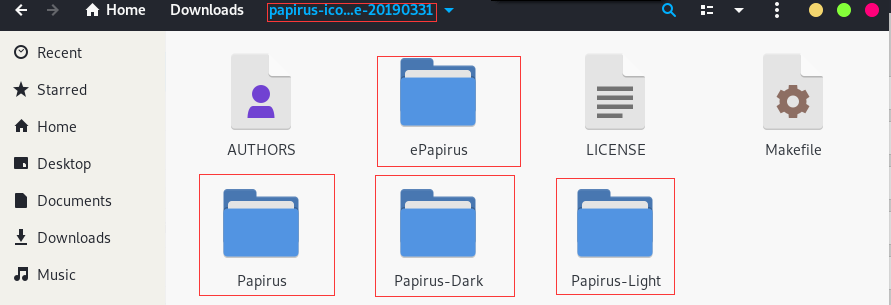 Home Downloads papirus-ico...e-20190331
Recent
Starred
Home
Desktop
Documents
Downloads
Music
AUTHORS ePapirus LICENSE Makefile
Papirus Papirus-Dark Papirus-Light